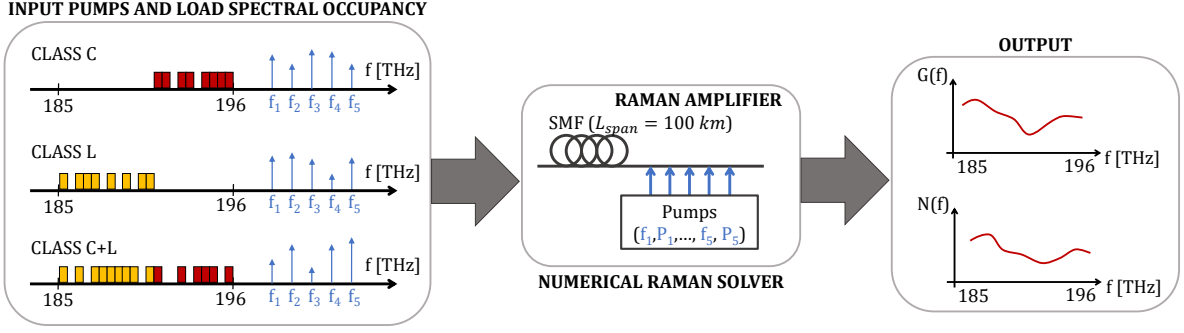 INPUT PUMPS AND LOAD SPECTRAL OCCUPANCY
CLASS C
f [THz]
185
196
f₁ f₂ f₃ f₄ f₅
CLASS L
f [THz]
185
196
f₁ f₂ f₃ f₄ f₅
CLASS C+L
f [THz]
185
196
f₁ f₂ f₃ f₄ f₅
RAMAN AMPLIFIER
SMF (L_span = 100 km)
Pumps
(f₁,P₁,..., f₅, P₅)
NUMERICAL RAMAN SOLVER
OUTPUT
G(f)
185
196
f [THz]
N(f)
185
196
f [THz]